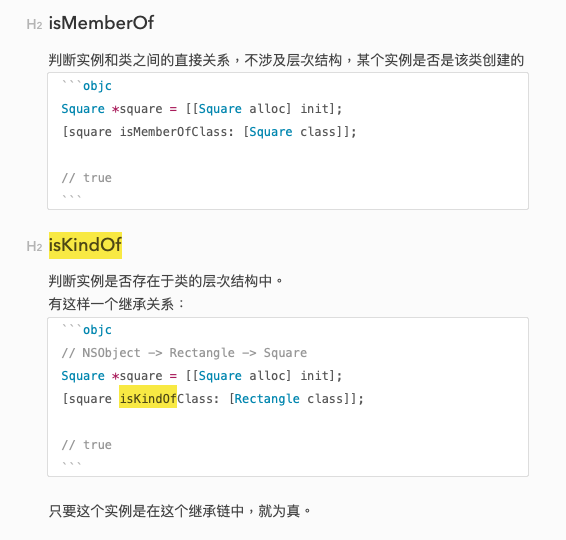 H2 isMemberOf
判断实例和类之间的直接关系，不涉及层次结构，某个实例是否是该类创建的
```objc
Square *square = [[Square alloc] init];
[square isMemberOfClass: [Square class]];
// true
```
H2 isKindOf
判断实例是否存在于类的层次结构中。
有这样一个继承关系：
```objc
// NSObject -> Rectangle -> Square
Square *square = [[Square alloc] init];
[square isKindOfClass: [Rectangle class]];
// true
```
只要这个实例是在这个继承链中，就为真。